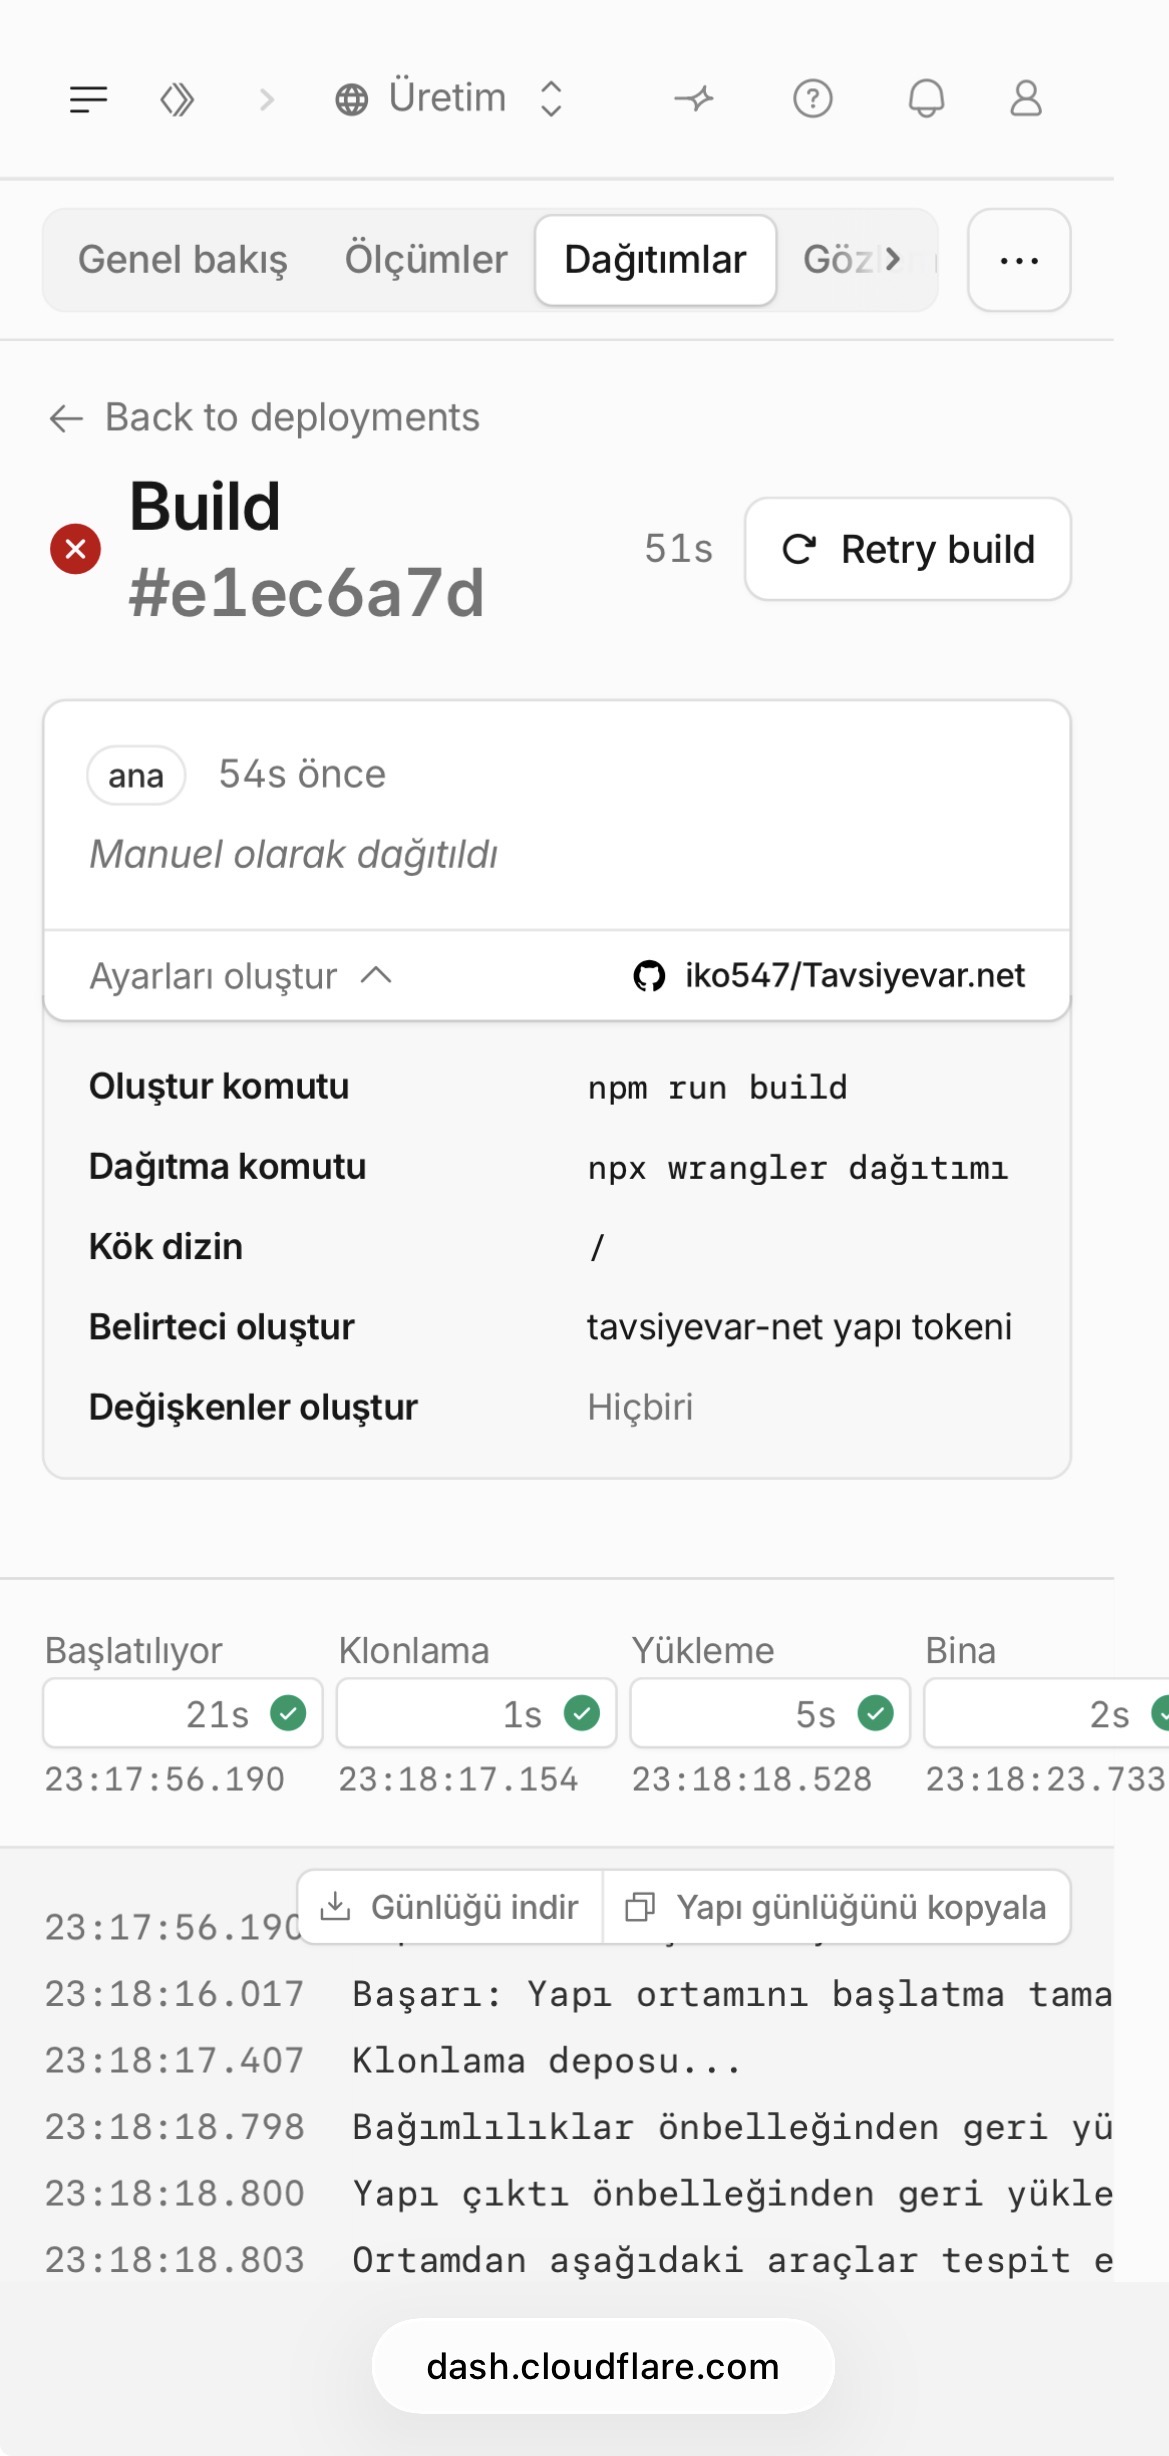 Üretim
Genel bakış
Ölçümler
Dağıtımlar
Back to deployments
Build
#e1ec6a7d
51s
Retry build
ana
54s önce
Manuel olarak dağıtıldı
Ayarları oluştur
iko547/Tavsiyevar.net
Oluştur komutu npm run build
Dağıtma komutu npx wrangler dağıtımı
Kök dizin /
Belirteci oluştur tavsiyevar-net yapı tokeni
Değişkenler oluştur Hiçbiri
Başlatılıyor Klonlama Yükleme Bina
21s 1s 5s 2s
23:17:56.190 23:18:17.154 23:18:18.528 23:18:23.733
Günlüğü indir
Yapı günlüğünü kopyala
23:17:56.190
23:18:16.017 Başarı: Yapı ortamını başlatma tama
23:18:17.407 Klonlama deposu...
23:18:18.798 Bağımlılıklar önbelleğinden geri yü
23:18:18.800 Yapı çıktı önbelleğinden geri yükle
23:18:18.803 Ortamdan aşağıdaki araçlar tespit e
dash.cloudflare.com